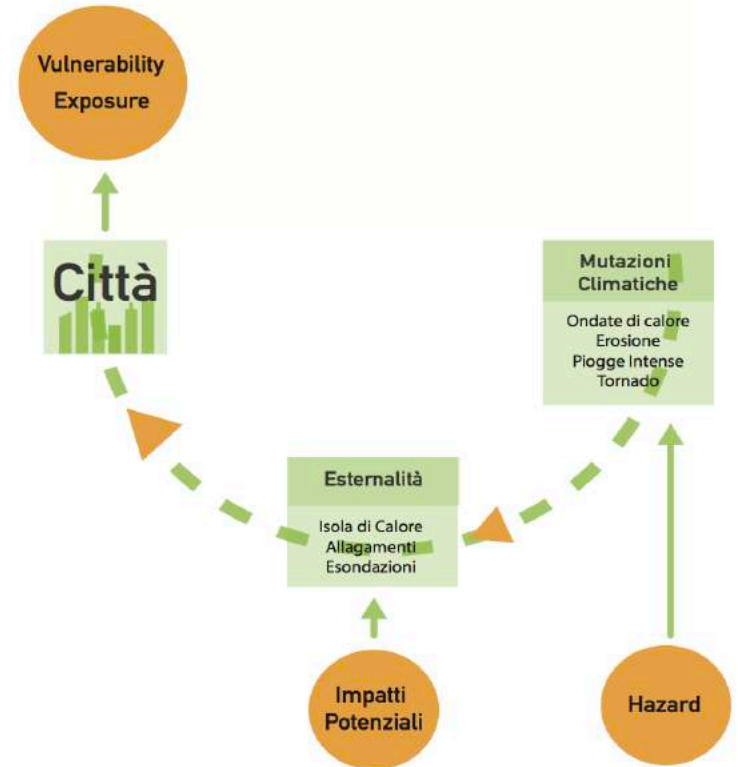 Vulnerability
Exposure
Città
Mutazioni
Climatiche
Ondate di calore
Erosione
Piogge Intense
Tornado
Esternalità
Isola di Calore
Allagamenti
Esondazioni
Impatti
Potenziali
Hazard